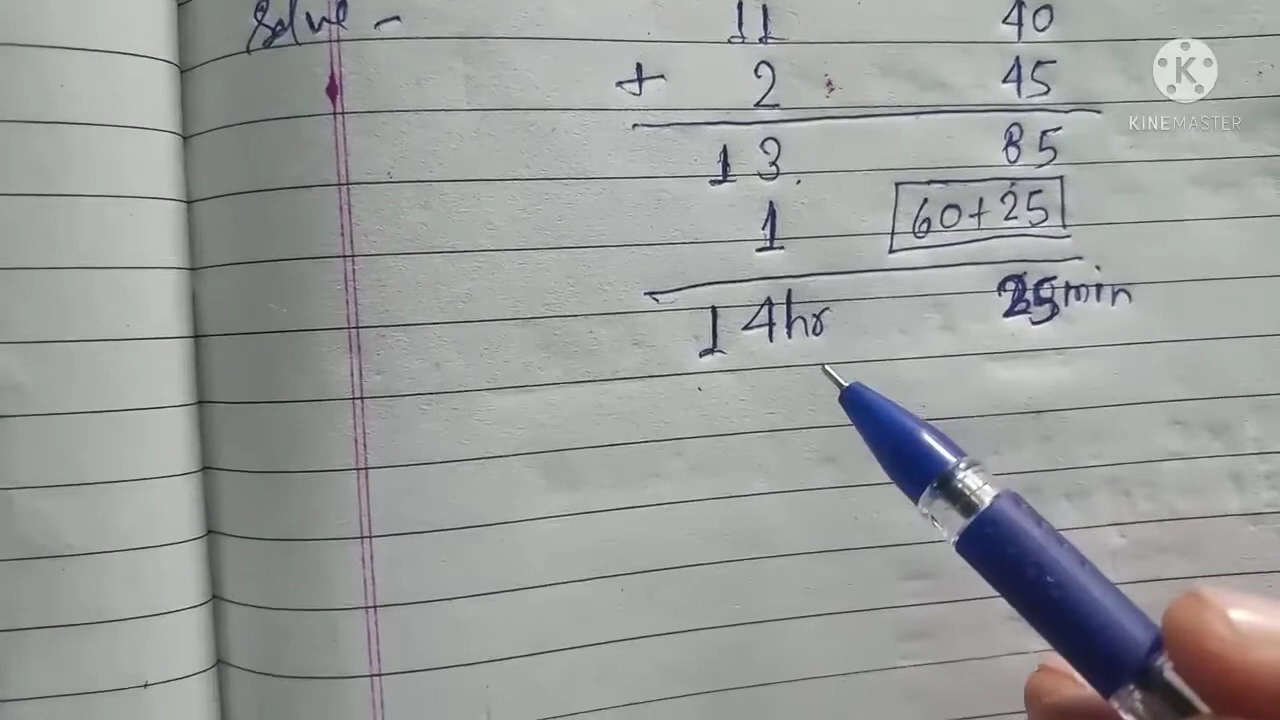 Solve -
11 40
+ 2 45
13 85
1 60+25
14hr 25min
K
KINEMASTER